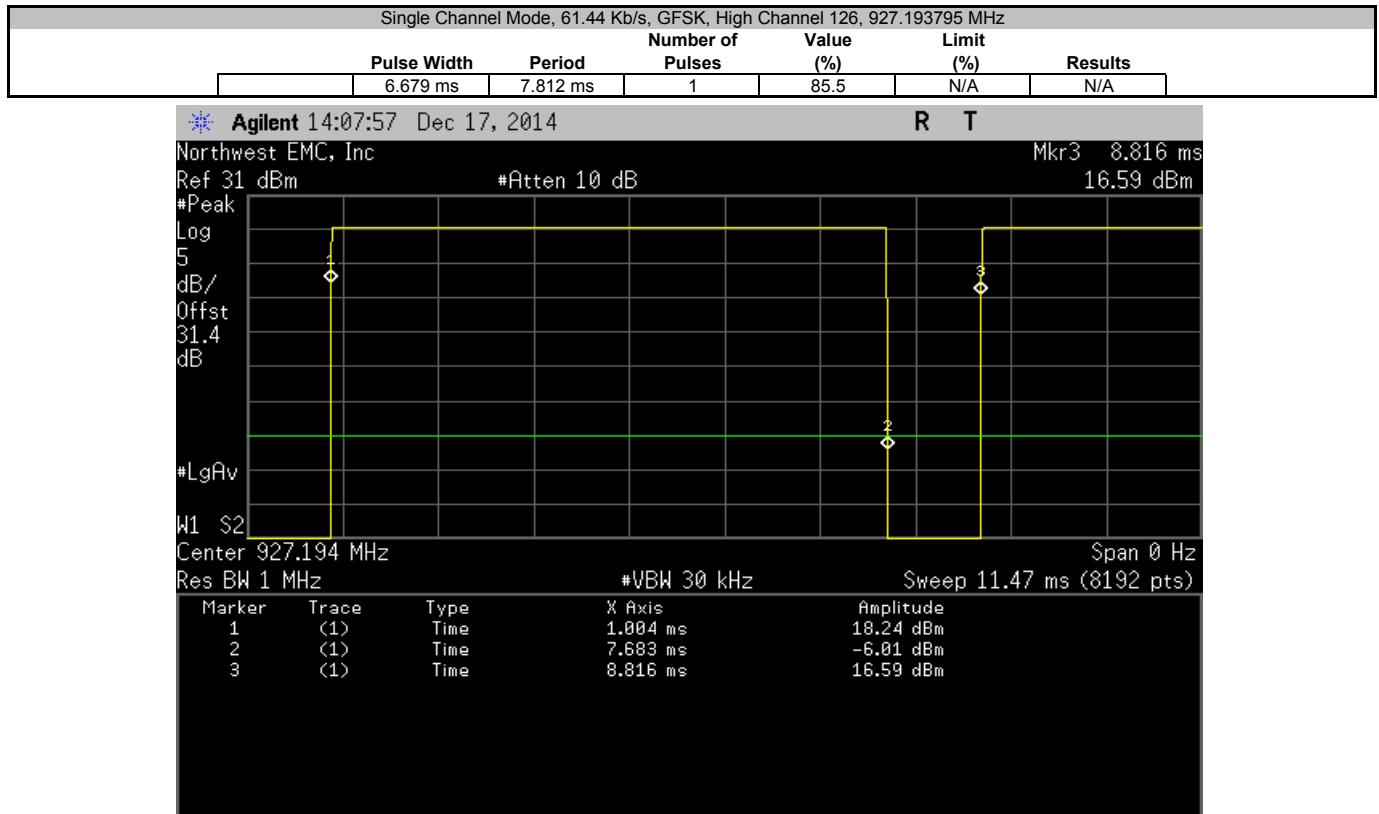 Single Channel Mode, 61.44 Kb/s, GFSK, High Channel 126, 927.193795 MHz
Number of Value Limit
Pulse Width Period Pulses (%) (%) Results
6.679 ms 7.812 ms 1 85.5 N/A N/A
Agilent 14:07:57 Dec 17, 2014 R T
Northwest EMC, Inc Mkr3 8.816 ms
Ref 31 dBm #Atten 10 dB 16.59 dBm
#Peak
Log
5
dB/
Offst
31.4
dB
1
3
2
#LgAv
W1 S2
Center 927.194 MHz Span 0 Hz
Res BW 1 MHz #VBW 30 kHz Sweep 11.47 ms (8192 pts)
Marker Trace Type X Axis Amplitude
1 (1) Time 1.004 ms 18.24 dBm
2 (1) Time 7.683 ms -6.01 dBm
3 (1) Time 8.816 ms 16.59 dBm